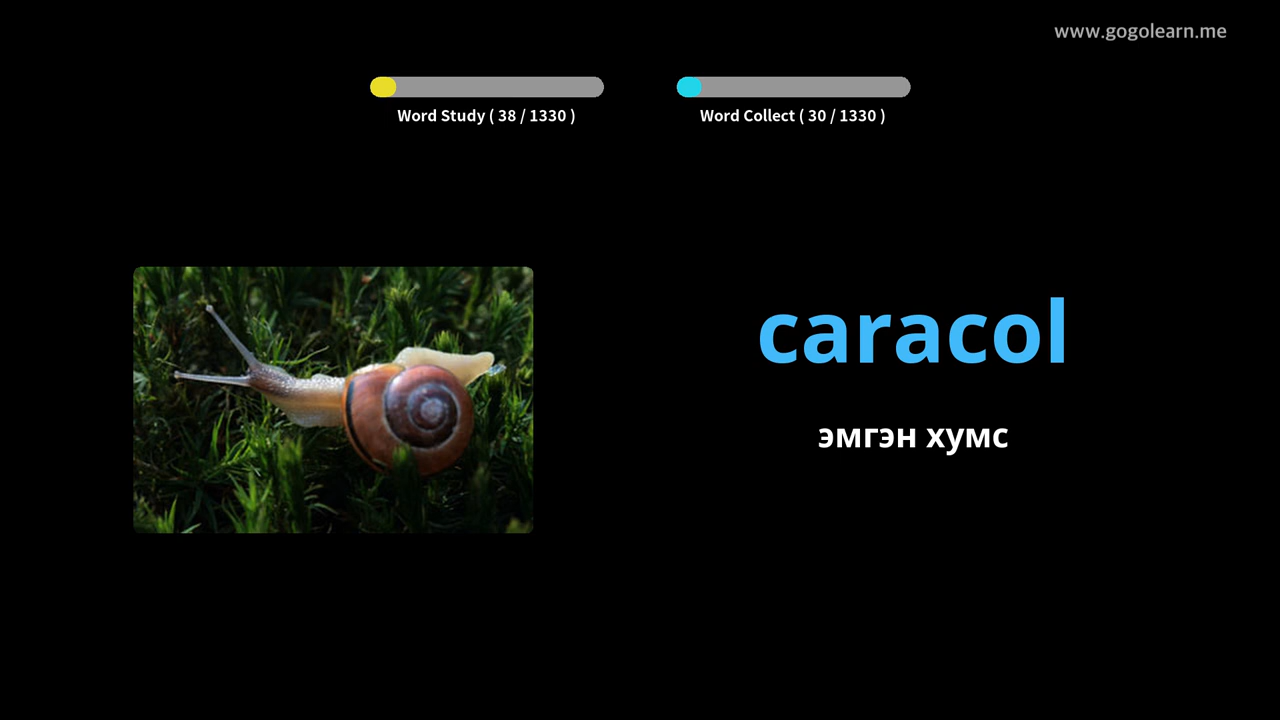 www.gogolearn.me
Word Study ( 38 / 1330 )
Word Collect ( 30 / 1330 )
caracol
эмгэн хумс